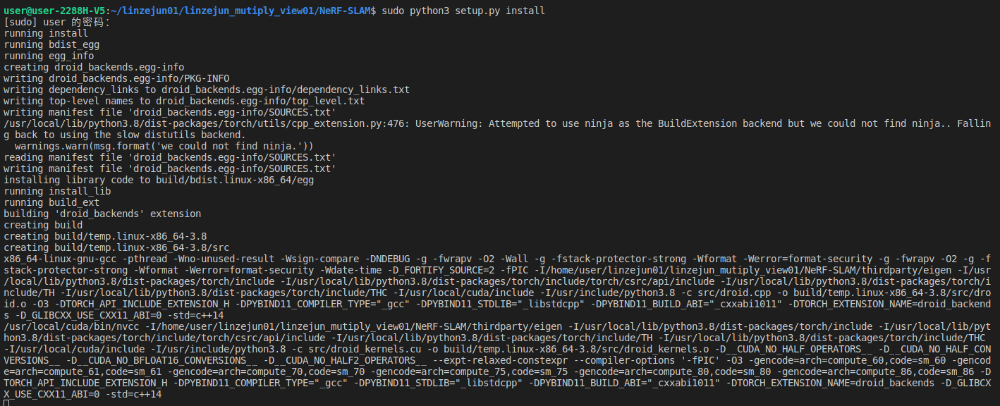 user@user-2288H-V5:~/linzejun01/linzejun_mutiply_view01/NeRF-SLAM$ sudo python3 setup.py install
[sudo] user 的密码：
running install
running bdist_egg
running egg_info
creating droid_backends.egg-info
writing droid_backends.egg-info/PKG-INFO
writing dependency_links to droid_backends.egg-info/dependency_links.txt
writing top-level names to droid_backends.egg-info/top_level.txt
writing manifest file 'droid_backends.egg-info/SOURCES.txt'
/usr/local/lib/python3.8/dist-packages/torch/utils/cpp_extension.py:476: UserWarning: Attempted to use ninja as the BuildExtension backend but we could not find ninja.. Fallin
g back to using the slow distutils backend.
  warnings.warn(msg.format('we could not find ninja.'))
reading manifest file 'droid_backends.egg-info/SOURCES.txt'
writing manifest file 'droid_backends.egg-info/SOURCES.txt'
installing library code to build/bdist.linux-x86_64/egg
running install_lib
running build_ext
building 'droid_backends' extension
creating build
creating build/temp.linux-x86_64-3.8
creating build/temp.linux-x86_64-3.8/src
x86_64-linux-gnu-gcc -pthread -Wno-unused-result -Wsign-compare -DNDEBUG -g -fwrapv -O2 -Wall -g -fstack-protector-strong -Wformat -Werror=format-security -g -fwrapv -O2 -g -f
stack-protector-strong -Wformat -Werror=format-security -Wdate-time -D_FORTIFY_SOURCE=2 -fPIC -I/home/user/linzejun01/linzejun_mutiply_view01/NeRF-SLAM/thirdparty/eigen -I/usr
/local/lib/python3.8/dist-packages/torch/include -I/usr/local/lib/python3.8/dist-packages/torch/include/torch/csrc/api/include -I/usr/local/lib/python3.8/dist-packages/torch/i
nclude/TH -I/usr/local/lib/python3.8/dist-packages/torch/include/THC -I/usr/local/cuda/include -I/usr/include/python3.8 -c src/droid.cpp -o build/temp.linux-x86_64-3.8/src/dro
id.o -O3 -DTORCH_API_INCLUDE_EXTENSION_H -DPYBIND11_COMPILER_TYPE="_gcc" -DPYBIND11_STDLIB="_libstdcpp" -DPYBIND11_BUILD_ABI="_cxxabi1011" -DTORCH_EXTENSION_NAME=droid_backend
s -D_GLIBCXX_USE_CXX11_ABI=0 -std=c++14
/usr/local/cuda/bin/nvcc -I/home/user/linzejun01/linzejun_mutiply_view01/NeRF-SLAM/thirdparty/eigen -I/usr/local/lib/python3.8/dist-packages/torch/include -I/usr/local/lib/pyt
hon3.8/dist-packages/torch/include/torch/csrc/api/include -I/usr/local/lib/python3.8/dist-packages/torch/include/TH -I/usr/local/lib/python3.8/dist-packages/torch/include/THC
-I/usr/local/cuda/include -I/usr/include/python3.8 -c src/droid_kernels.cu -o build/temp.linux-x86_64-3.8/src/droid_kernels.o -D__CUDA_NO_HALF_OPERATORS__ -D__CUDA_NO_HALF_CON
VERSIONS__ -D__CUDA_NO_BFLOAT16_CONVERSIONS__ -D__CUDA_NO_HALF2_OPERATORS__ --expt-relaxed-constexpr --compiler-options '-fPIC' -O3 -gencode=arch=compute_60,code=sm_60 -gencod
e=arch=compute_61,code=sm_61 -gencode=arch=compute_70,code=sm_70 -gencode=arch=compute_75,code=sm_75 -gencode=arch=compute_80,code=sm_80 -gencode=arch=compute_86,code=sm_86 -D
TORCH_API_INCLUDE_EXTENSION_H -DPYBIND11_COMPILER_TYPE="_gcc" -DPYBIND11_STDLIB="_libstdcpp" -DPYBIND11_BUILD_ABI="_cxxabi1011" -DTORCH_EXTENSION_NAME=droid_backends -D_GLIBCX
X_USE_CXX11_ABI=0 -std=c++14